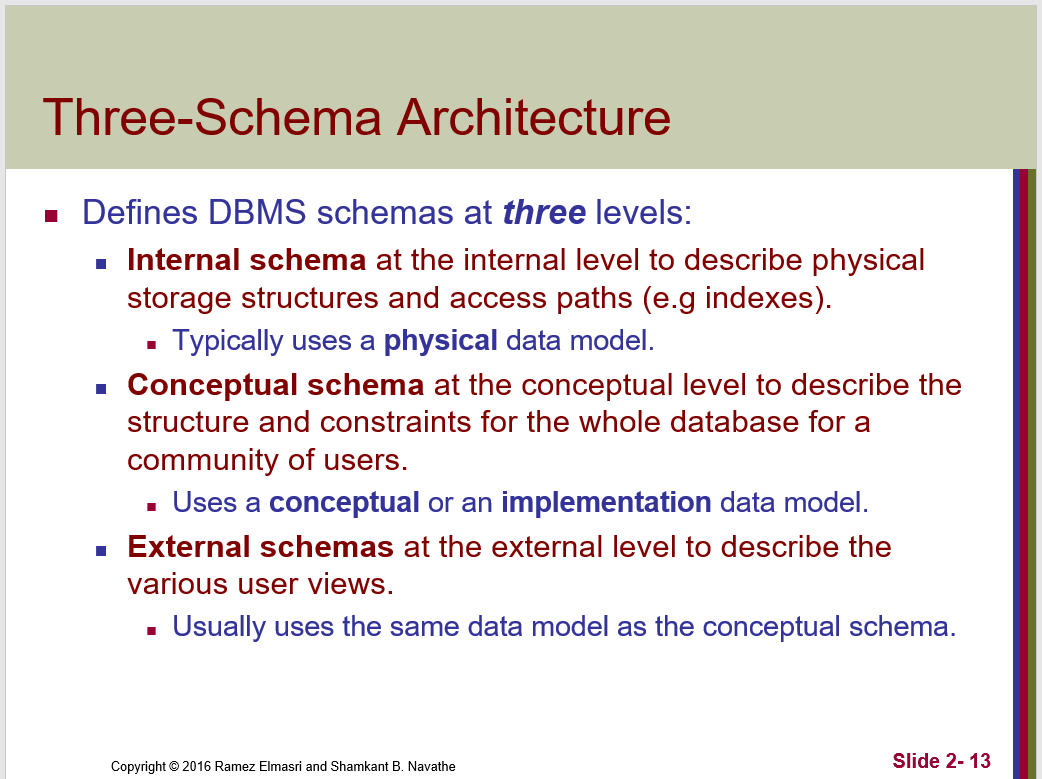 Three-Schema Architecture
Defines DBMS schemas at three levels:
Internal schema at the internal level to describe physical
storage structures and access paths (e.g indexes).
Typically uses a physical data model.
Conceptual schema at the conceptual level to describe the
structure and constraints for the whole database for a
community of users.
Uses a conceptual or an implementation data model.
External schemas at the external level to describe the
various user views.
Usually uses the same data model as the conceptual schema.
Copyright © 2016 Ramez Elmasri and Shamkant B. Navathe
Slide 2- 13